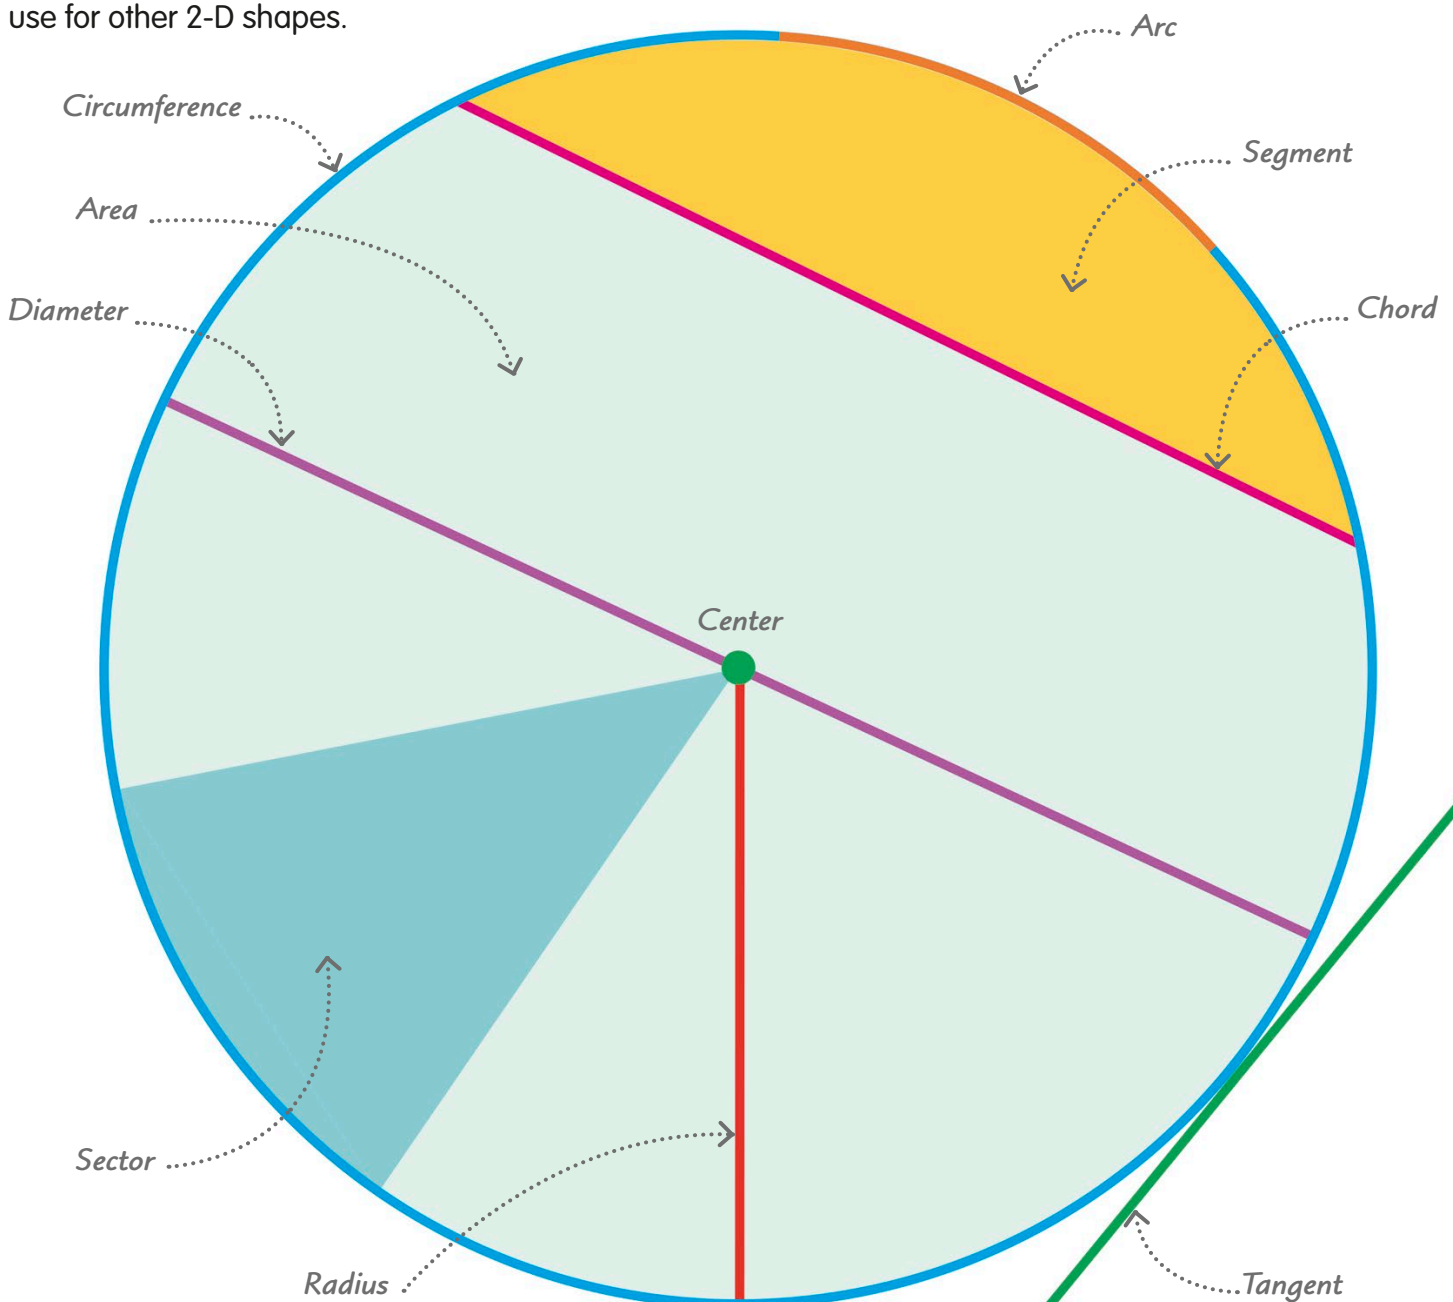 use for other 2-D shapes.
Arc
Circumference
Segment
Area
Diameter
Chord
Center
Sector
Radius
Tangent